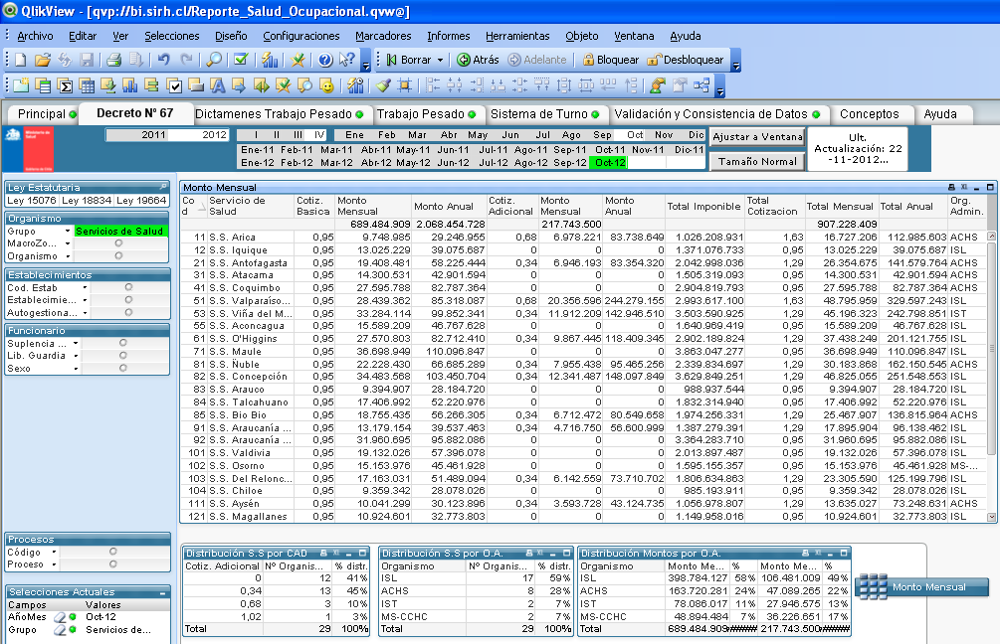 QlikView - [qvp://bi.sirh.cl/Reporte_Salud_Ocupacional.qvw@]
Archivo Editar Ver Selecciones Diseño Configuraciones Marcadores Informes Herramientas Objeto Ventana Ayuda
Borrar Atrás Adelante Bloquear Desbloquear
Principal Decreto Nº 67 Dictamenes Trabajo Pesado Trabajo Pesado Sistema de Turno Validación y Consistencia de Datos Conceptos Ayuda
2011 2012 I II III IV Ene Feb Mar Abr May Jun Jul Ago Sep Oct Nov Dic Ajustar a Ventana
Ene-11 Feb-11 Mar-11 Abr-11 May-11 Jun-11 Jul-11 Ago-11 Sep-11 Oct-11 Nov-11 Dic-11
Ene-12 Feb-12 Mar-12 Abr-12 May-12 Jun-12 Jul-12 Ago-12 Sep-12 Oct-12 Tamaño Normal
Ult.
Actualización: 22
-11-2012...
Ley Estatutaria
Ley 15076 Ley 18834 Ley 19664
Organismo
Grupo Servicios de Salud
MacroZo...
Organismo
Establecimientos
Cod. Estab
Establecimie...
Autogestiona...
Funcionario
Suplencia ...
Lib. Guardia
Sexo
Procesos
Código
Proceso
Selecciones Actuales
Campos Valores
AñoMes Oct-12
Grupo Servicios de...
Monto Mensual
Co d Servicio de Salud Cotiz. Basica Monto Mensual Monto Anual Cotiz. Adicional Monto Mensual Monto Anual Total Imponible Total Cotizacion Total Mensual Total Anual Org. Admin.
689.484.909 2.068.454.728 217.743.500 907.228.409
11 S.S. Arica 0,95 9.748.985 29.246.955 0,68 6.978.221 83.738.649 1.026.208.931 1,63 16.727.206 112.985.603 ACHS
12 S.S. Iquique 0,95 13.025.229 39.075.687 0 0 1.371.076.733 0,95 13.025.229 39.075.687 ISL
21 S.S. Antofagasta 0,95 19.408.481 58.225.444 0,34 6.946.193 83.354.320 2.042.998.036 1,29 26.354.675 141.579.764 ACHS
31 S.S. Atacama 0,95 14.300.531 42.901.594 0 0 1.505.319.093 0,95 14.300.531 42.901.594 ACHS
41 S.S. Coquimbo 0,95 27.595.788 82.787.364 0 0 2.904.819.793 0,95 27.595.788 82.787.364 ACHS
51 S.S. Valparaíso... 0,95 28.439.362 85.318.087 0,68 20.356.596 244.279.155 2.993.617.100 1,63 48.795.959 329.597.243 ISL
53 S.S. Viña del M... 0,95 33.284.114 99.852.341 0,34 11.912.209 142.946.510 3.503.590.925 1,29 45.196.323 242.798.851 IST
55 S.S. Aconcagua 0,95 15.589.209 46.767.628 0 0 1.640.969.419 0,95 15.589.209 46.767.628 ISL
61 S.S. O'Higgins 0,95 27.570.803 82.712.410 0,34 9.867.445 118.409.345 2.902.189.824 1,29 37.438.249 201.121.755 ISL
71 S.S. Maule 0,95 36.698.949 110.096.847 0 0 3.863.047.277 0,95 36.698.949 110.096.847 ISL
81 S.S. Ñuble 0,95 22.228.430 66.685.289 0,34 7.955.438 95.465.256 2.339.834.697 1,29 30.183.868 162.150.545 ACHS
82 S.S. Concepción 0,95 34.483.568 103.450.704 0,34 12.341.487 148.097.849 3.629.849.251 1,29 46.825.055 251.548.553 ISL
83 S.S. Arauco 0,95 9.394.907 28.184.720 0 0 988.937.544 0,95 9.394.907 28.184.720 ISL
84 S.S. Talcahuano 0,95 17.406.992 52.220.976 0 0 1.832.314.940 0,95 17.406.992 52.220.976 ISL
85 S.S. Bio Bio 0,95 18.755.435 56.266.305 0,34 6.712.472 80.549.658 1.974.256.331 1,29 25.467.907 136.815.964 ACHS
91 S.S. Araucanía ... 0,95 13.179.154 39.537.463 0,34 4.716.750 56.600.999 1.387.279.391 1,29 17.895.904 96.138.462 ISL
92 S.S. Araucanía ... 0,95 31.960.695 95.882.086 0 0 3.364.283.710 0,95 31.960.695 95.882.086 ISL
101 S.S. Valdivia 0,95 19.132.026 57.396.078 0 0 2.013.897.487 0,95 19.132.026 57.396.078 ISL
102 S.S. Osorno 0,95 15.153.976 45.461.928 0 0 1.595.155.357 0,95 15.153.976 45.461.928 MS-...
103 S.S. Del Relonc... 0,95 17.163.031 51.489.094 0,34 6.142.559 73.710.702 1.806.634.863 1,29 23.305.590 125.199.796 ISL
104 S.S. Chiloe 0,95 9.359.342 28.078.026 0 0 985.193.911 0,95 9.359.342 28.078.026 ISL
111 S.S. Aysén 0,95 10.041.299 30.123.896 0,34 3.593.728 43.124.735 1.056.978.807 1,29 13.635.027 73.248.631 ACHS
121 S.S. Magallanes 0,95 10.924.601 32.773.803 0 0 1.149.958.016 0,95 10.924.601 32.773.803 ISL
Distribución S.S por CAD
Cotiz. Adicional Nº Organis... % distr.
0 12 41%
0,34 13 45%
0,68 3 10%
1,02 1 3%
Total 29 100%
Distribución S.S por O.A.
Organismo Nº Organis... % distr.
ISL 17 59%
ACHS 8 28%
IST 2 7%
MS-CCHC 2 7%
Total 29 100%
Distribución Montos por O.A.
Organismo Monto Me... % Monto Me... %
ISL 398.784.127 58% 106.481.009 49%
ACHS 163.720.281 24% 47.089.265 22%
IST 78.086.017 11% 27.946.575 13%
MS-CCHC 48.894.484 7% 36.226.651 17%
Total 689.484.909 ###### 217.743.500 ######
Monto Mensual